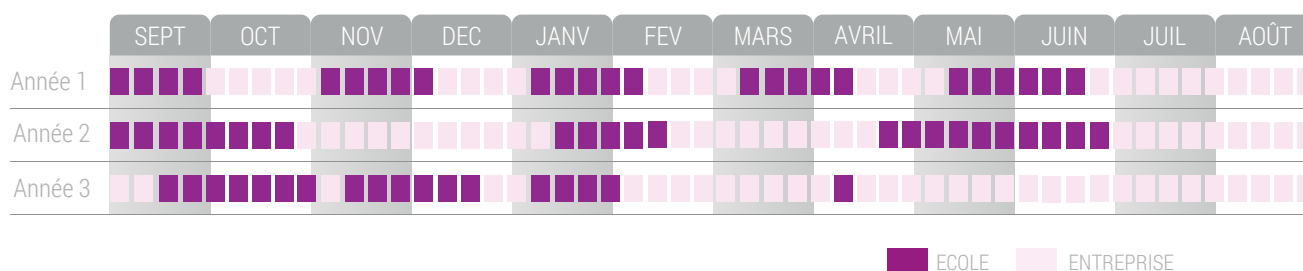 SEPT OCT NOV DEC JANV FEV MARS AVRIL MAI JUIN JUIL AOÛT
Année 1
Année 2
Année 3
ECOLE ENTREPRISE